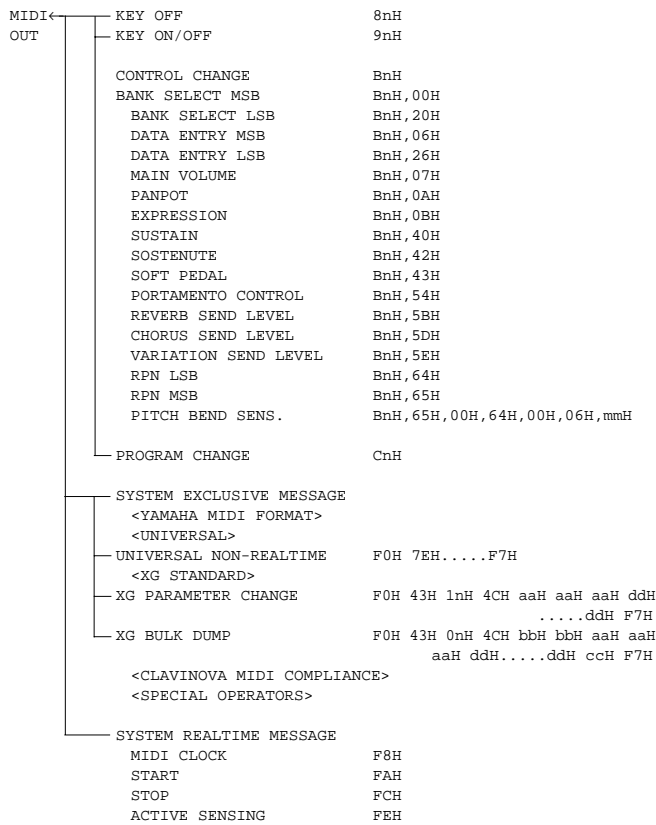 MIDI← KEY OFF 8nH
OUT KEY ON/OFF 9nH
CONTROL CHANGE BnH
BANK SELECT MSB BnH,00H
BANK SELECT LSB BnH,20H
DATA ENTRY MSB BnH,06H
DATA ENTRY LSB BnH,26H
MAIN VOLUME BnH,07H
PANPOT BnH,0AH
EXPRESSION BnH,0BH
SUSTAIN BnH,40H
SOSTENUTE BnH,42H
SOFT PEDAL BnH,43H
PORTAMENTO CONTROL BnH,54H
REVERB SEND LEVEL BnH,5BH
CHORUS SEND LEVEL BnH,5DH
VARIATION SEND LEVEL BnH,5EH
RPN LSB BnH,64H
RPN MSB BnH,65H
PITCH BEND SENS. BnH,65H,00H,64H,00H,06H,mmH
PROGRAM CHANGE CnH
SYSTEM EXCLUSIVE MESSAGE
<YAMAHA MIDI FORMAT>
<UNIVERSAL>
UNIVERSAL NON-REALTIME F0H 7EH.....F7H
<XG STANDARD>
XG PARAMETER CHANGE F0H 43H 1nH 4CH aaH aaH aaH ddH
.....ddH F7H
XG BULK DUMP F0H 43H 0nH 4CH bbH bbH aaH aaH
aaH ddH.....ddH ccH F7H
<CLAVINOVA MIDI COMPLIANCE>
<SPECIAL OPERATORS>
SYSTEM REALTIME MESSAGE
MIDI CLOCK F8H
START FAH
STOP FCH
ACTIVE SENSING FEH